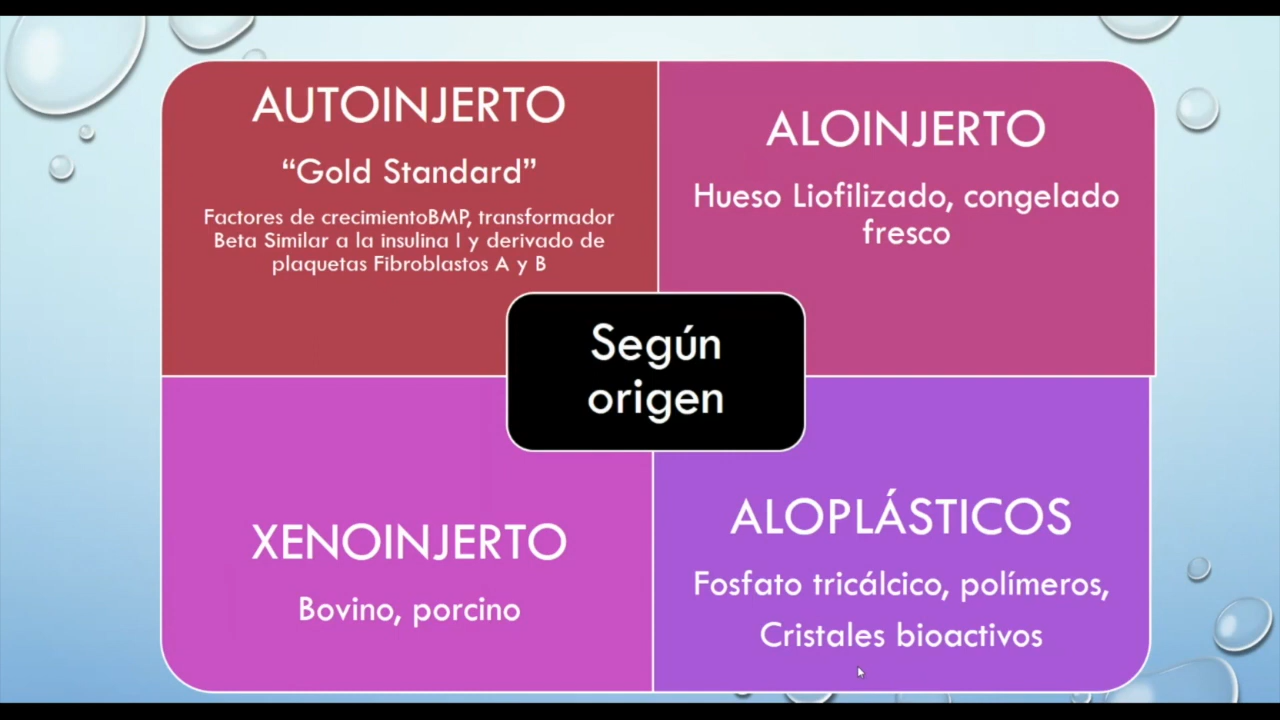 AUTOINJERTO
“Gold Standard”
Factores de crecimientoBMP, transformador
Beta Similar a la insulina I y derivado de
plaquetas Fibroblastos A y B
ALOINJERTO
Hueso Liofilizado, congelado
fresco
Según
origen
XENOINJERTO
Bovino, porcino
ALOPLÁSTICOS
Fosfato tricálcico, polímeros,
Cristales bioactivos